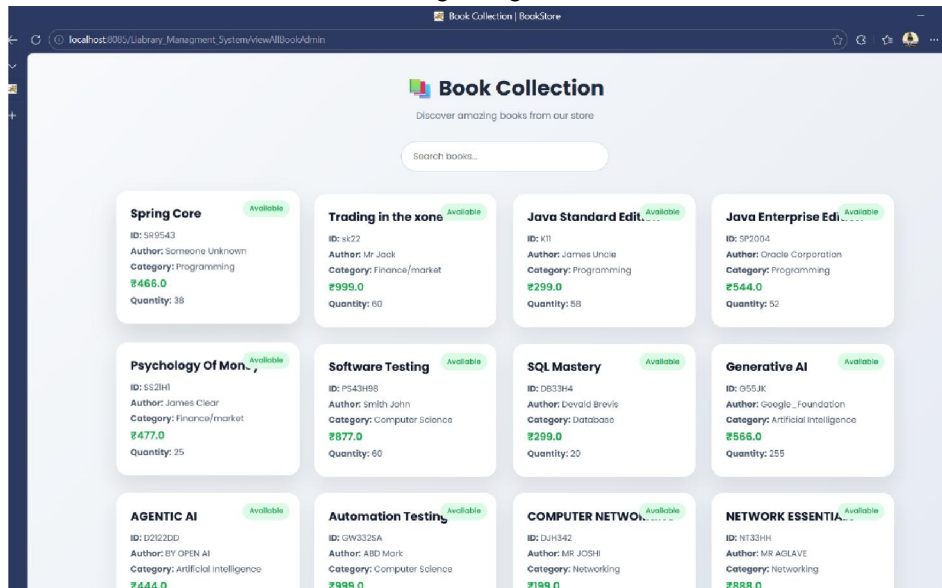 Book Collection | BookStore
localhost:8085/Liabrary_Managment_System/viewAllBookAdmin
Book Collection
Discover amazing books from our store
Search books...
Spring Core
Available
ID: SR9543
Author: Someone Unknown
Category: Programming
₹466.0
Quantity: 38
Trading in the xone
Available
ID: sk22
Author: Mr Jack
Category: Finance/market
₹999.0
Quantity: 60
Java Standard Edit
Available
ID: K11
Author: James Uncle
Category: Programming
₹299.0
Quantity: 58
Java Enterprise Edi
Available
ID: SP2004
Author: Oracle Corporation
Category: Programming
₹544.0
Quantity: 52
Psychology Of Mon
Available
ID: SS21H1
Author: James Clear
Category: Finance/market
₹477.0
Quantity: 25
Software Testing
Available
ID: PS43H98
Author: Smith John
Category: Computer Science
₹877.0
Quantity: 60
SQL Mastery
Available
ID: DB33H4
Author: Devald Brevis
Category: Database
₹299.0
Quantity: 20
Generative AI
Available
ID: G55JK
Author: Google_Foundation
Category: Artificial Intelligence
₹566.0
Quantity: 255
AGENTIC AI
Available
ID: D2122DD
Author: BY OPEN AI
Category: Artificial Intelligence
₹444.0
Automation Testing
Available
ID: GW332SA
Author: ABD Mark
Category: Computer Science
₹999.0
COMPUTER NETWO
Available
ID: DJH342
Author: MR JOSHI
Category: Networking
₹199.0
NETWORK ESSENTIA
Available
ID: NT33HH
Author: MR AGLAVE
Category: Networking
₹888.0